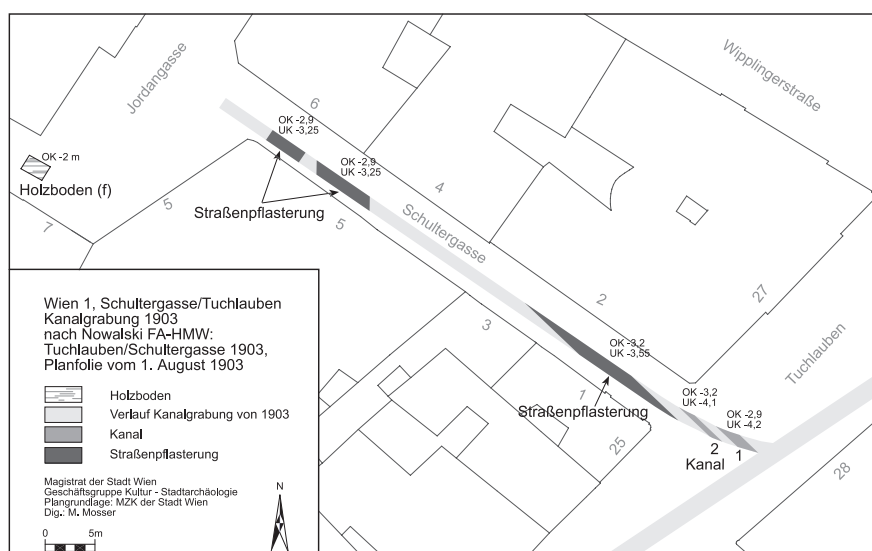 Jordangasse
Wipplingerstraße
6
OK -2,9
UK -3,25
OK -2 m
Holzboden (f)
OK -2,9
UK -3,25
4
5
7
Straßenpflasterung
5
Schultergasse
Wien 1, Schultergasse/Tuchlauben
Kanalgrabung 1903
nach Nowalski FA-HMW:
Tuchlauben/Schultergasse 1903,
Planfolie vom 1. August 1903
Holzboden
Verlauf Kanalgrabung von 1903
Kanal
Straßenpflasterung
Magistrat der Stadt Wien
Geschäftsgruppe Kultur - Stadtarchäologie
Plangrundlage: MZK der Stadt Wien
Dig.: M. Mosser
0 5m
N
2
27
3
OK -3,2
UK -3,55
Tuchlauben
1
Straßenpflasterung
OK -3,2
UK -4,1
OK -2,9
UK -4,2
25
2 1
Kanal
28